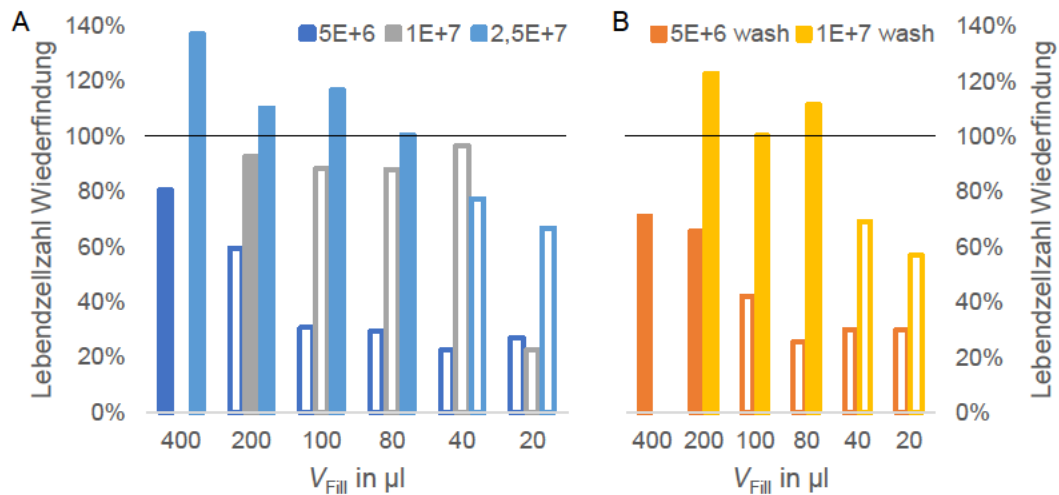 A
Lebendzellzahl Wiederfindung
140%
120%
100%
80%
60%
40%
20%
0%
5E+6 1E+7 2,5E+7
400 200 100 80 40 20
VFill in µl
B
5E+6 wash 1E+7 wash
140%
120%
100%
80%
60%
40%
20%
0%
Lebendzellzahl Wiederfindung
400 200 100 80 40 20
VFill in µl